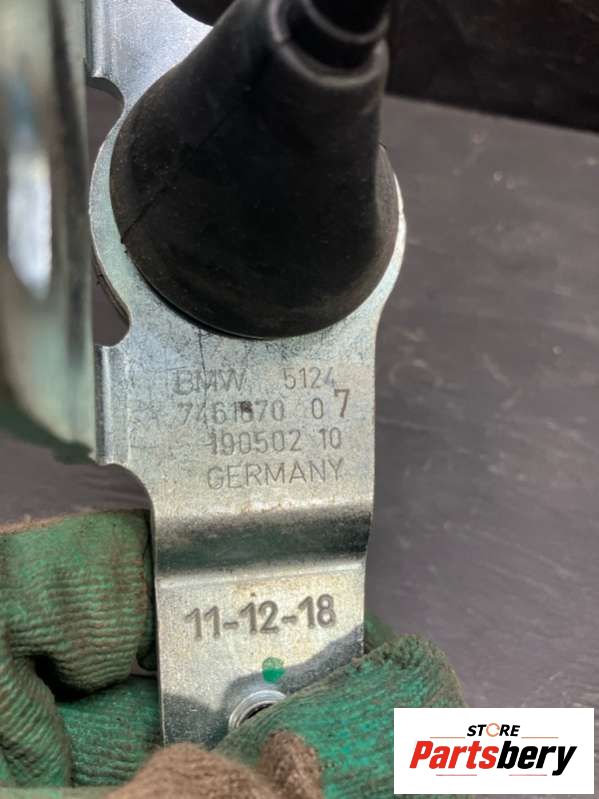 BMW 5124
7461870 07
190502 10
GERMANY
11-12-18
STORE
Partsbery